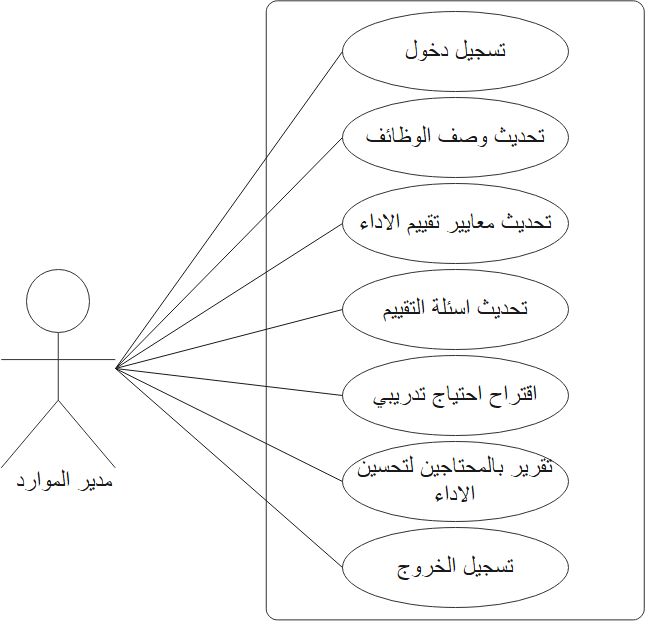 تسجيل دخول
تحديث وصف الوظائف
تحديث معايير تقييم الاداء
تحديث اسئلة التقييم
اقتراح احتياج تدريبي
تقرير بالمحتاجين لتحسين
الاداء
تسجيل الخروج
مدير الموارد